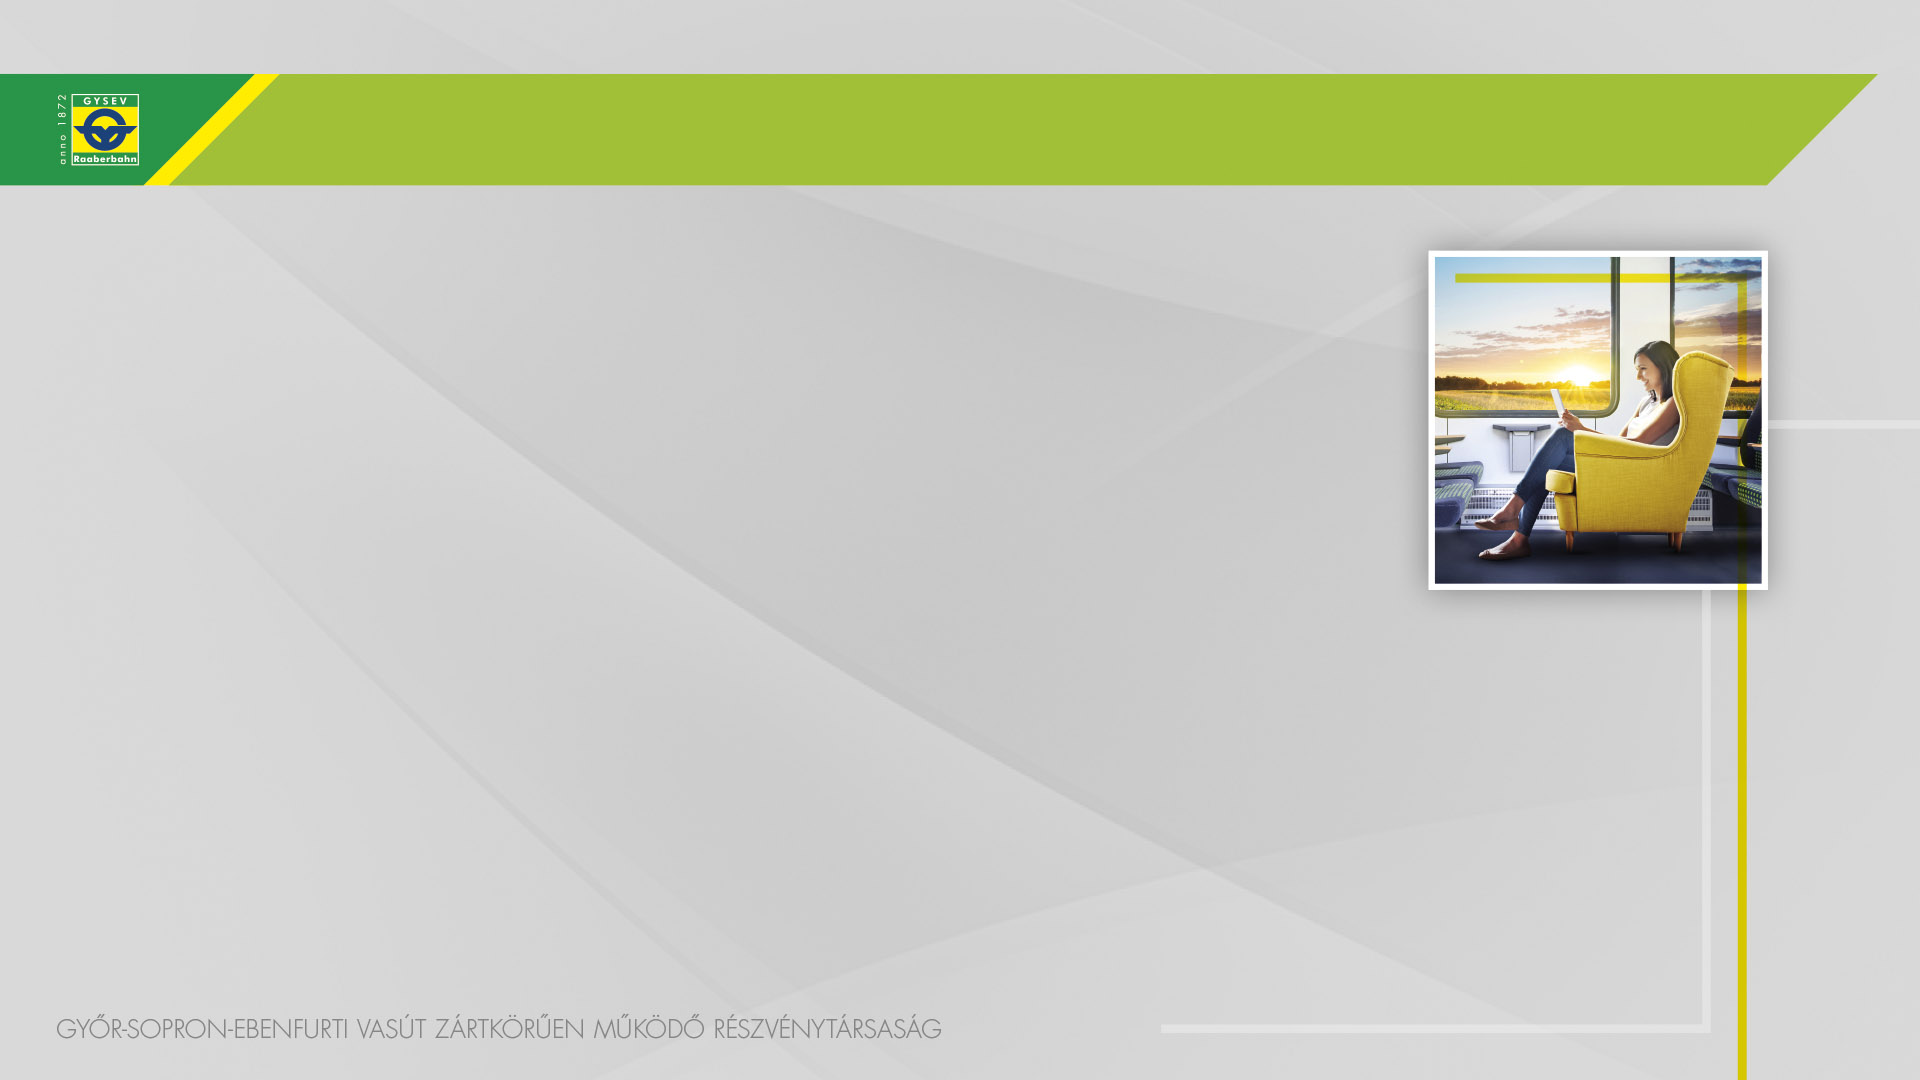 anno 1872
GYSEV
Raaberbahn
GYŐR-SOPRON-EBENFURTI VASÚT ZÁRTKÖRŰEN MŰKÖDŐ RÉSZVÉNYTÁRSASÁG